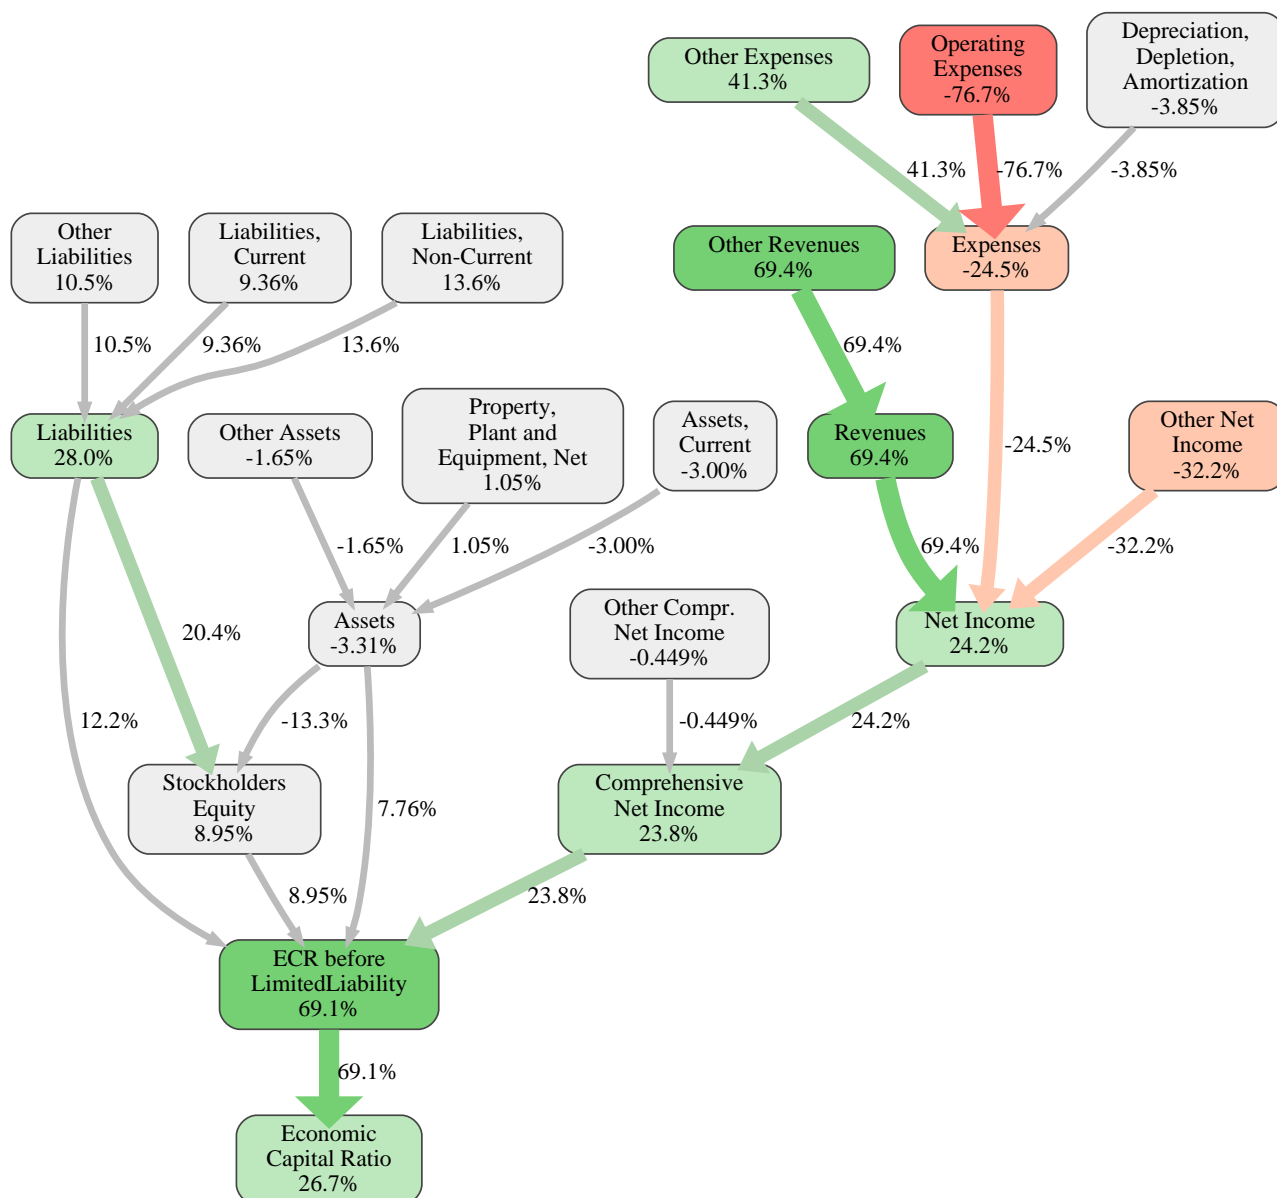 Depreciation,
Depletion,
Amortization
-3.85%
Operating
Expenses
-76.7%
Other Expenses
41.3%
41.3%
-76.7%
-3.85%
Other
Liabilities
10.5%
Liabilities,
Current
9.36%
Liabilities,
Non-Current
13.6%
Other Revenues
69.4%
Expenses
-24.5%
10.5%
9.36%
13.6%
69.4%
Liabilities
28.0%
Other Assets
-1.65%
Property,
Plant and
Equipment, Net
1.05%
Assets,
Current
-3.00%
Revenues
69.4%
-24.5%
Other Net
Income
-32.2%
-1.65%
1.05%
-3.00%
69.4%
-32.2%
Assets
-3.31%
Other Compr.
Net Income
-0.449%
Net Income
24.2%
20.4%
12.2%
-13.3%
-0.449%
24.2%
Stockholders
Equity
8.95%
7.76%
Comprehensive
Net Income
23.8%
8.95%
23.8%
ECR before
LimitedLiability
69.1%
69.1%
Economic
Capital Ratio
26.7%